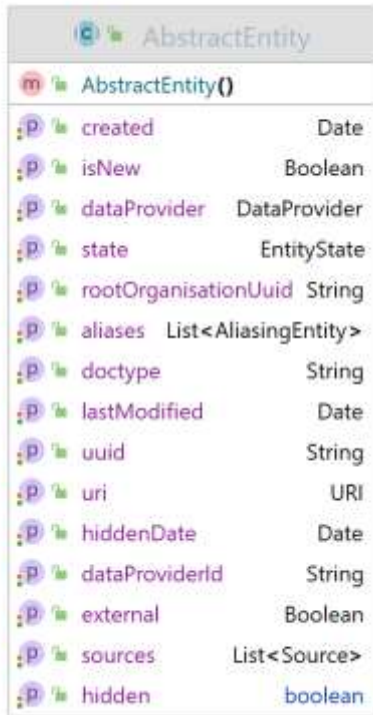 C AbstractEntity
m AbstractEntity()
p created Date
p isNew Boolean
p dataProvider DataProvider
p state EntityState
p rootOrganisationUuid String
p aliases List<AliasingEntity>
p doctype String
p lastModified Date
p uuid String
p uri URI
p hiddenDate Date
p dataProviderId String
p external Boolean
p sources List<Source>
p hidden boolean